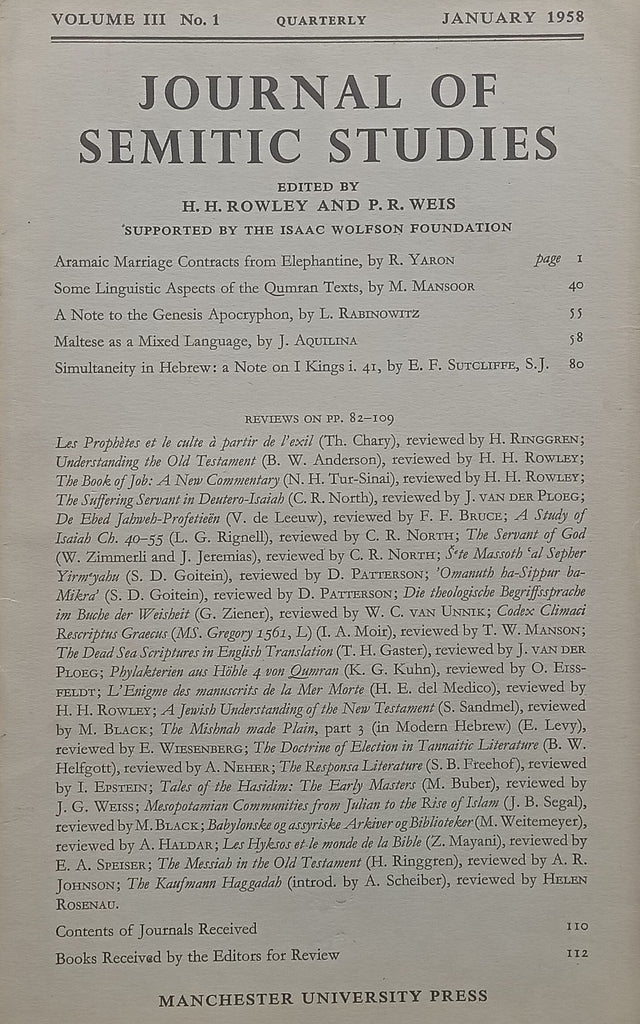 VOLUME III No. 1 QUARTERLY JANUARY 1958
JOURNAL OF
SEMITIC STUDIES
EDITED BY
H. H. ROWLEY AND P. R. WEIS
SUPPORTED BY THE ISAAC WOLFSON FOUNDATION
Aramaic Marriage Contracts from Elephantine, by R. YARON page 1
Some Linguistic Aspects of the Qumran Texts, by M. MANSOOR 40
A Note to the Genesis Apocryphon, by L. RABINOWITZ 55
Maltese as a Mixed Language, by J. AQUILINA 58
Simultaneity in Hebrew: a Note on I Kings i. 41, by E. F. SUTCLIFFE, S.J. 80
REVIEWS ON PP. 82–109
Les Prophètes et le culte à partir de l'exil (Th. Chary), reviewed by H. RINGGREN;
Understanding the Old Testament (B. W. Anderson), reviewed by H. H. ROWLEY;
The Book of Job: A New Commentary (N. H. Tur-Sinai), reviewed by H. H. ROWLEY;
The Suffering Servant in Deutero-Isaiah (C. R. North), reviewed by J. VAN DER PLOEG;
De Ebed Jahweh-Profetieën (V. de Leeuw), reviewed by F. F. BRUCE; A Study of
Isaiah Ch. 40–55 (L. G. Rignell), reviewed by C. R. NORTH; The Servant of God
(W. Zimmerli and J. Jeremias), reviewed by C. R. NORTH; Šᵉte Massoth ʿal Sepher
Yirmᵉyahu (S. D. Goitein), reviewed by D. PATTERSON; 'Omanuth ha-Sippur ba-
Mikra' (S. D. Goitein), reviewed by D. PATTERSON; Die theologische Begriffssprache
im Buche der Weisheit (G. Ziener), reviewed by W. C. VAN UNNIK; Codex Climaci
Rescriptus Graecus (MS. Gregory 1561, L) (I. A. Moir), reviewed by T. W. MANSON;
The Dead Sea Scriptures in English Translation (T. H. Gaster), reviewed by J. VAN DER
PLOEG; Phylakterien aus Höhle 4 von Qumran (K. G. Kuhn), reviewed by O. EISS-
FELDT; L'Enigme des manuscrits de la Mer Morte (H. E. del Medico), reviewed by
H. H. ROWLEY; A Jewish Understanding of the New Testament (S. Sandmel), reviewed
by M. BLACK; The Mishnah made Plain, part 3 (in Modern Hebrew) (E. Levy),
reviewed by E. WIESENBERG; The Doctrine of Election in Tannaitic Literature (B. W.
Helfgott), reviewed by A. NEHER; The Responsa Literature (S. B. Freehof), reviewed
by I. EPSTEIN; Tales of the Hasidim: The Early Masters (M. Buber), reviewed by
J. G. WEISS; Mesopotamian Communities from Julian to the Rise of Islam (J. B. Segal),
reviewed by M. BLACK; Babylonske og assyriske Arkiver og Biblioteker (M. Weitemeyer),
reviewed by A. HALDAR; Les Hyksos et le monde de la Bible (Z. Mayani), reviewed by
E. A. SPEISER; The Messiah in the Old Testament (H. Ringgren), reviewed by A. R.
JOHNSON; The Kaufmann Haggadah (introd. by A. Scheiber), reviewed by HELEN
ROSENAU.
Contents of Journals Received 110
Books Received by the Editors for Review 112
MANCHESTER UNIVERSITY PRESS